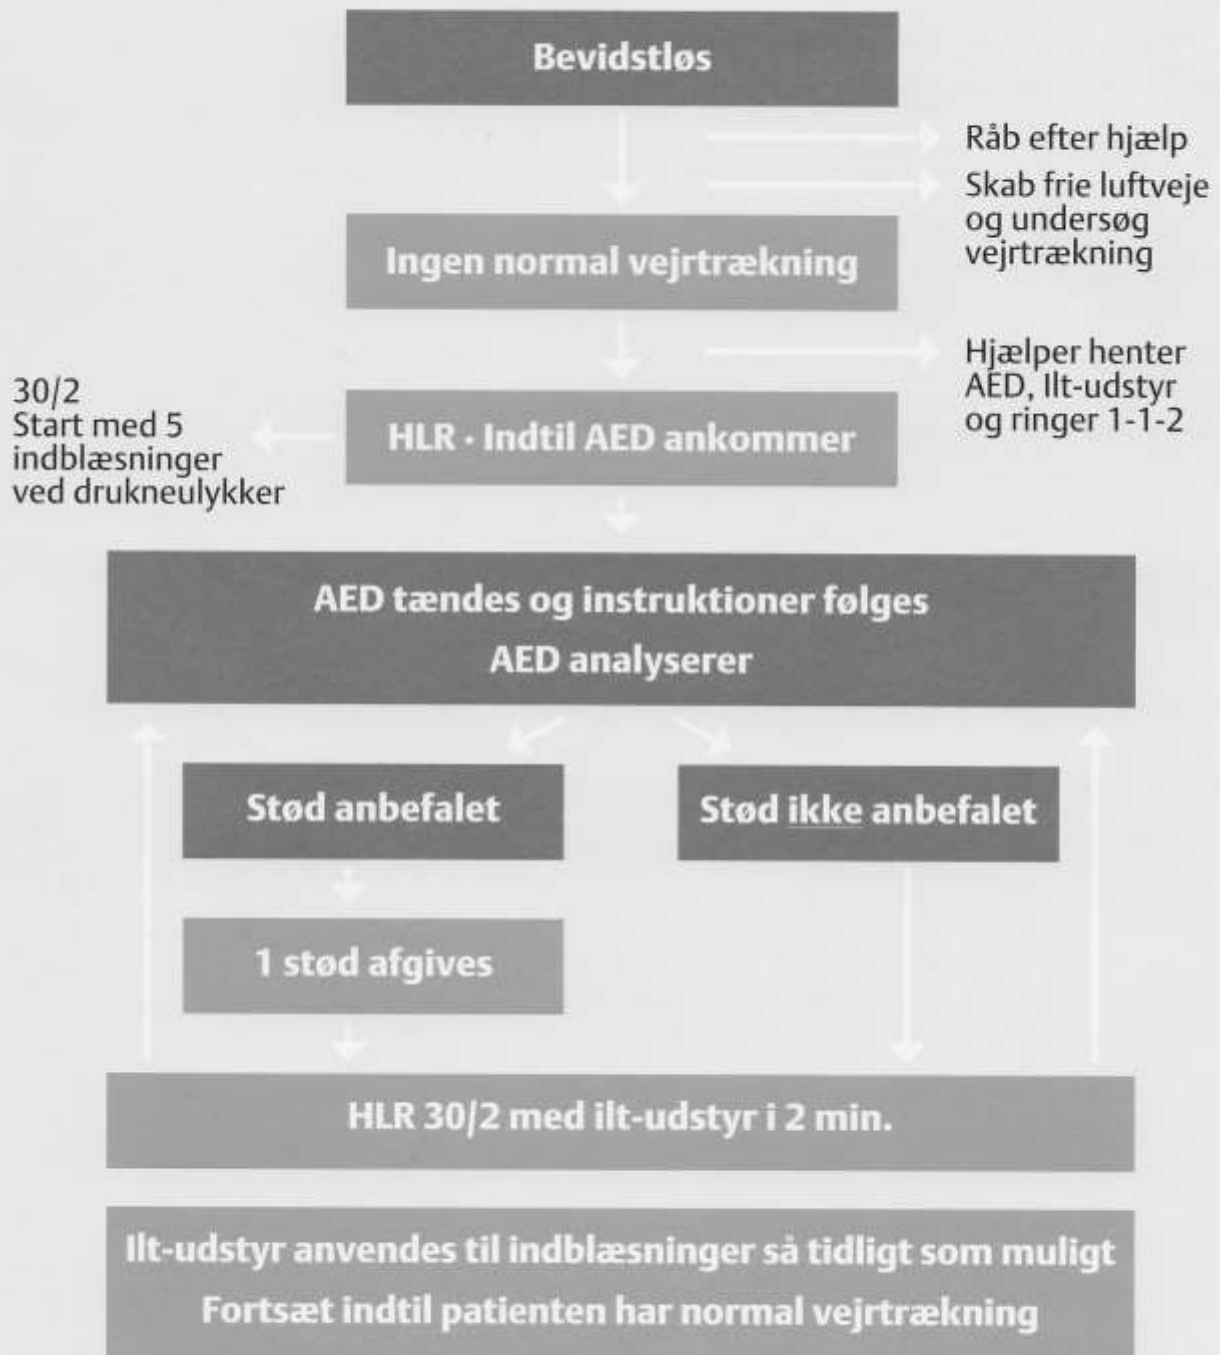 Bevidstløs
Råb efter hjælp
Skab frie luftveje
og undersøg
vejrtrækning
Ingen normal vejrtrækning
Hjælper henter
AED, Ilt-udstyr
og ringer 1-1-2
30/2
Start med 5
indblæsninger
ved drukneulykker
HLR · Indtil AED ankommer
AED tændes og instruktioner følges
AED analyserer
Stød anbefalet
Stød ikke anbefalet
1 stød afgives
HLR 30/2 med ilt-udstyr i 2 min.
Ilt-udstyr anvendes til indblæsninger så tidligt som muligt
Fortsæt indtil patienten har normal vejrtrækning